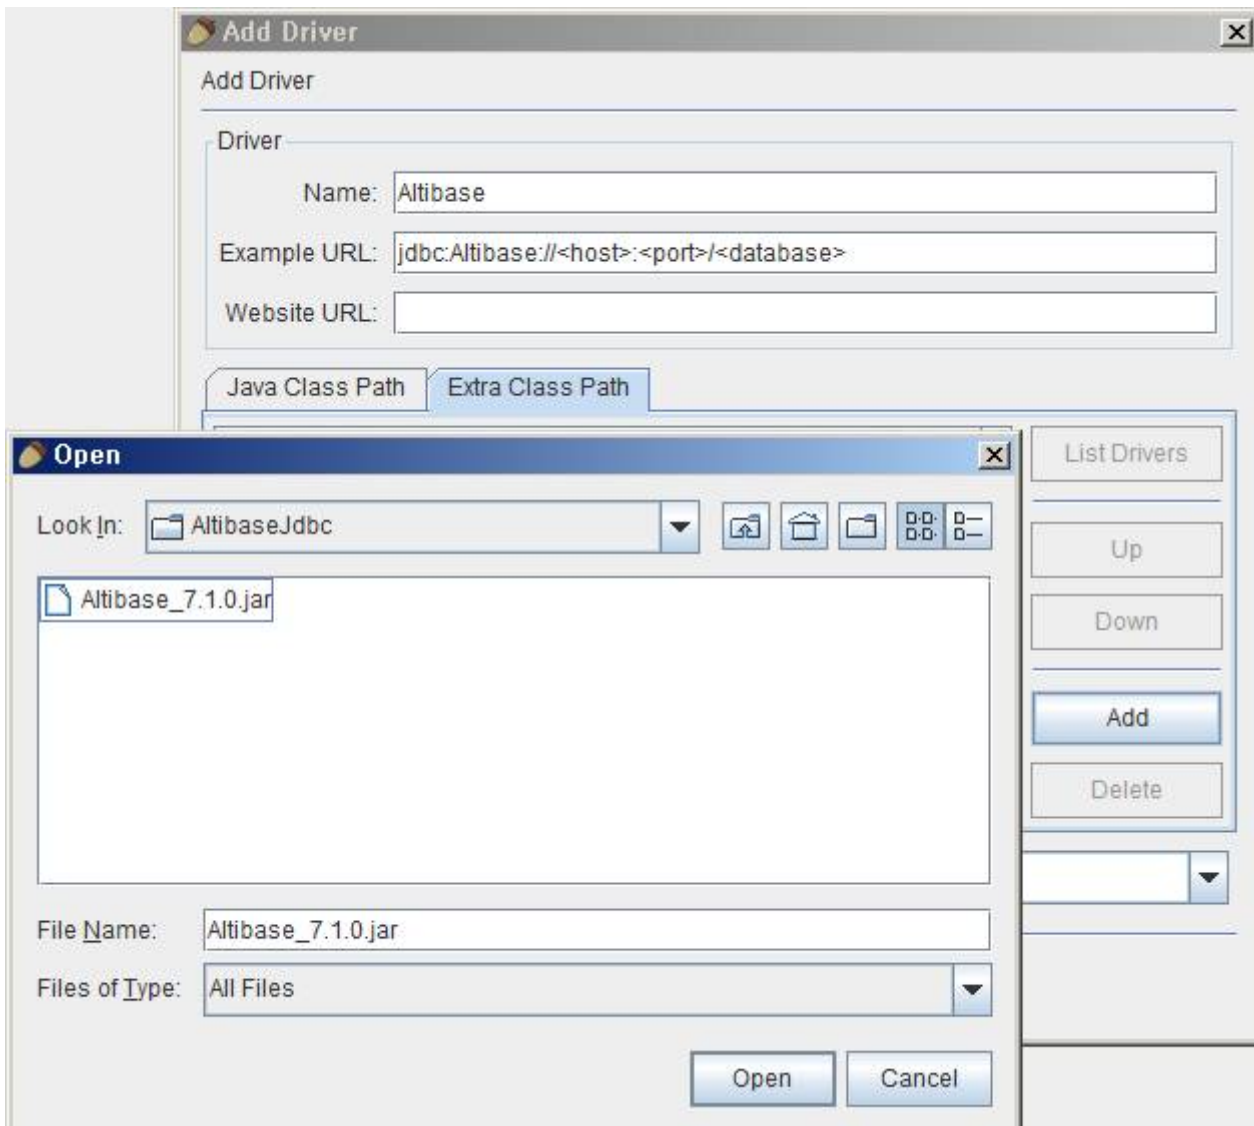 Add Driver
Add Driver
Driver
Name: Altibase
Example URL: jdbc:Altibase://<host>:<port>/<database>
Website URL:
Java Class Path Extra Class Path
List Drivers
Up
Down
Add
Delete
Open
Look In: AltibaseJdbc
Altibase_7.1.0.jar
File Name: Altibase_7.1.0.jar
Files of Type: All Files
Open Cancel